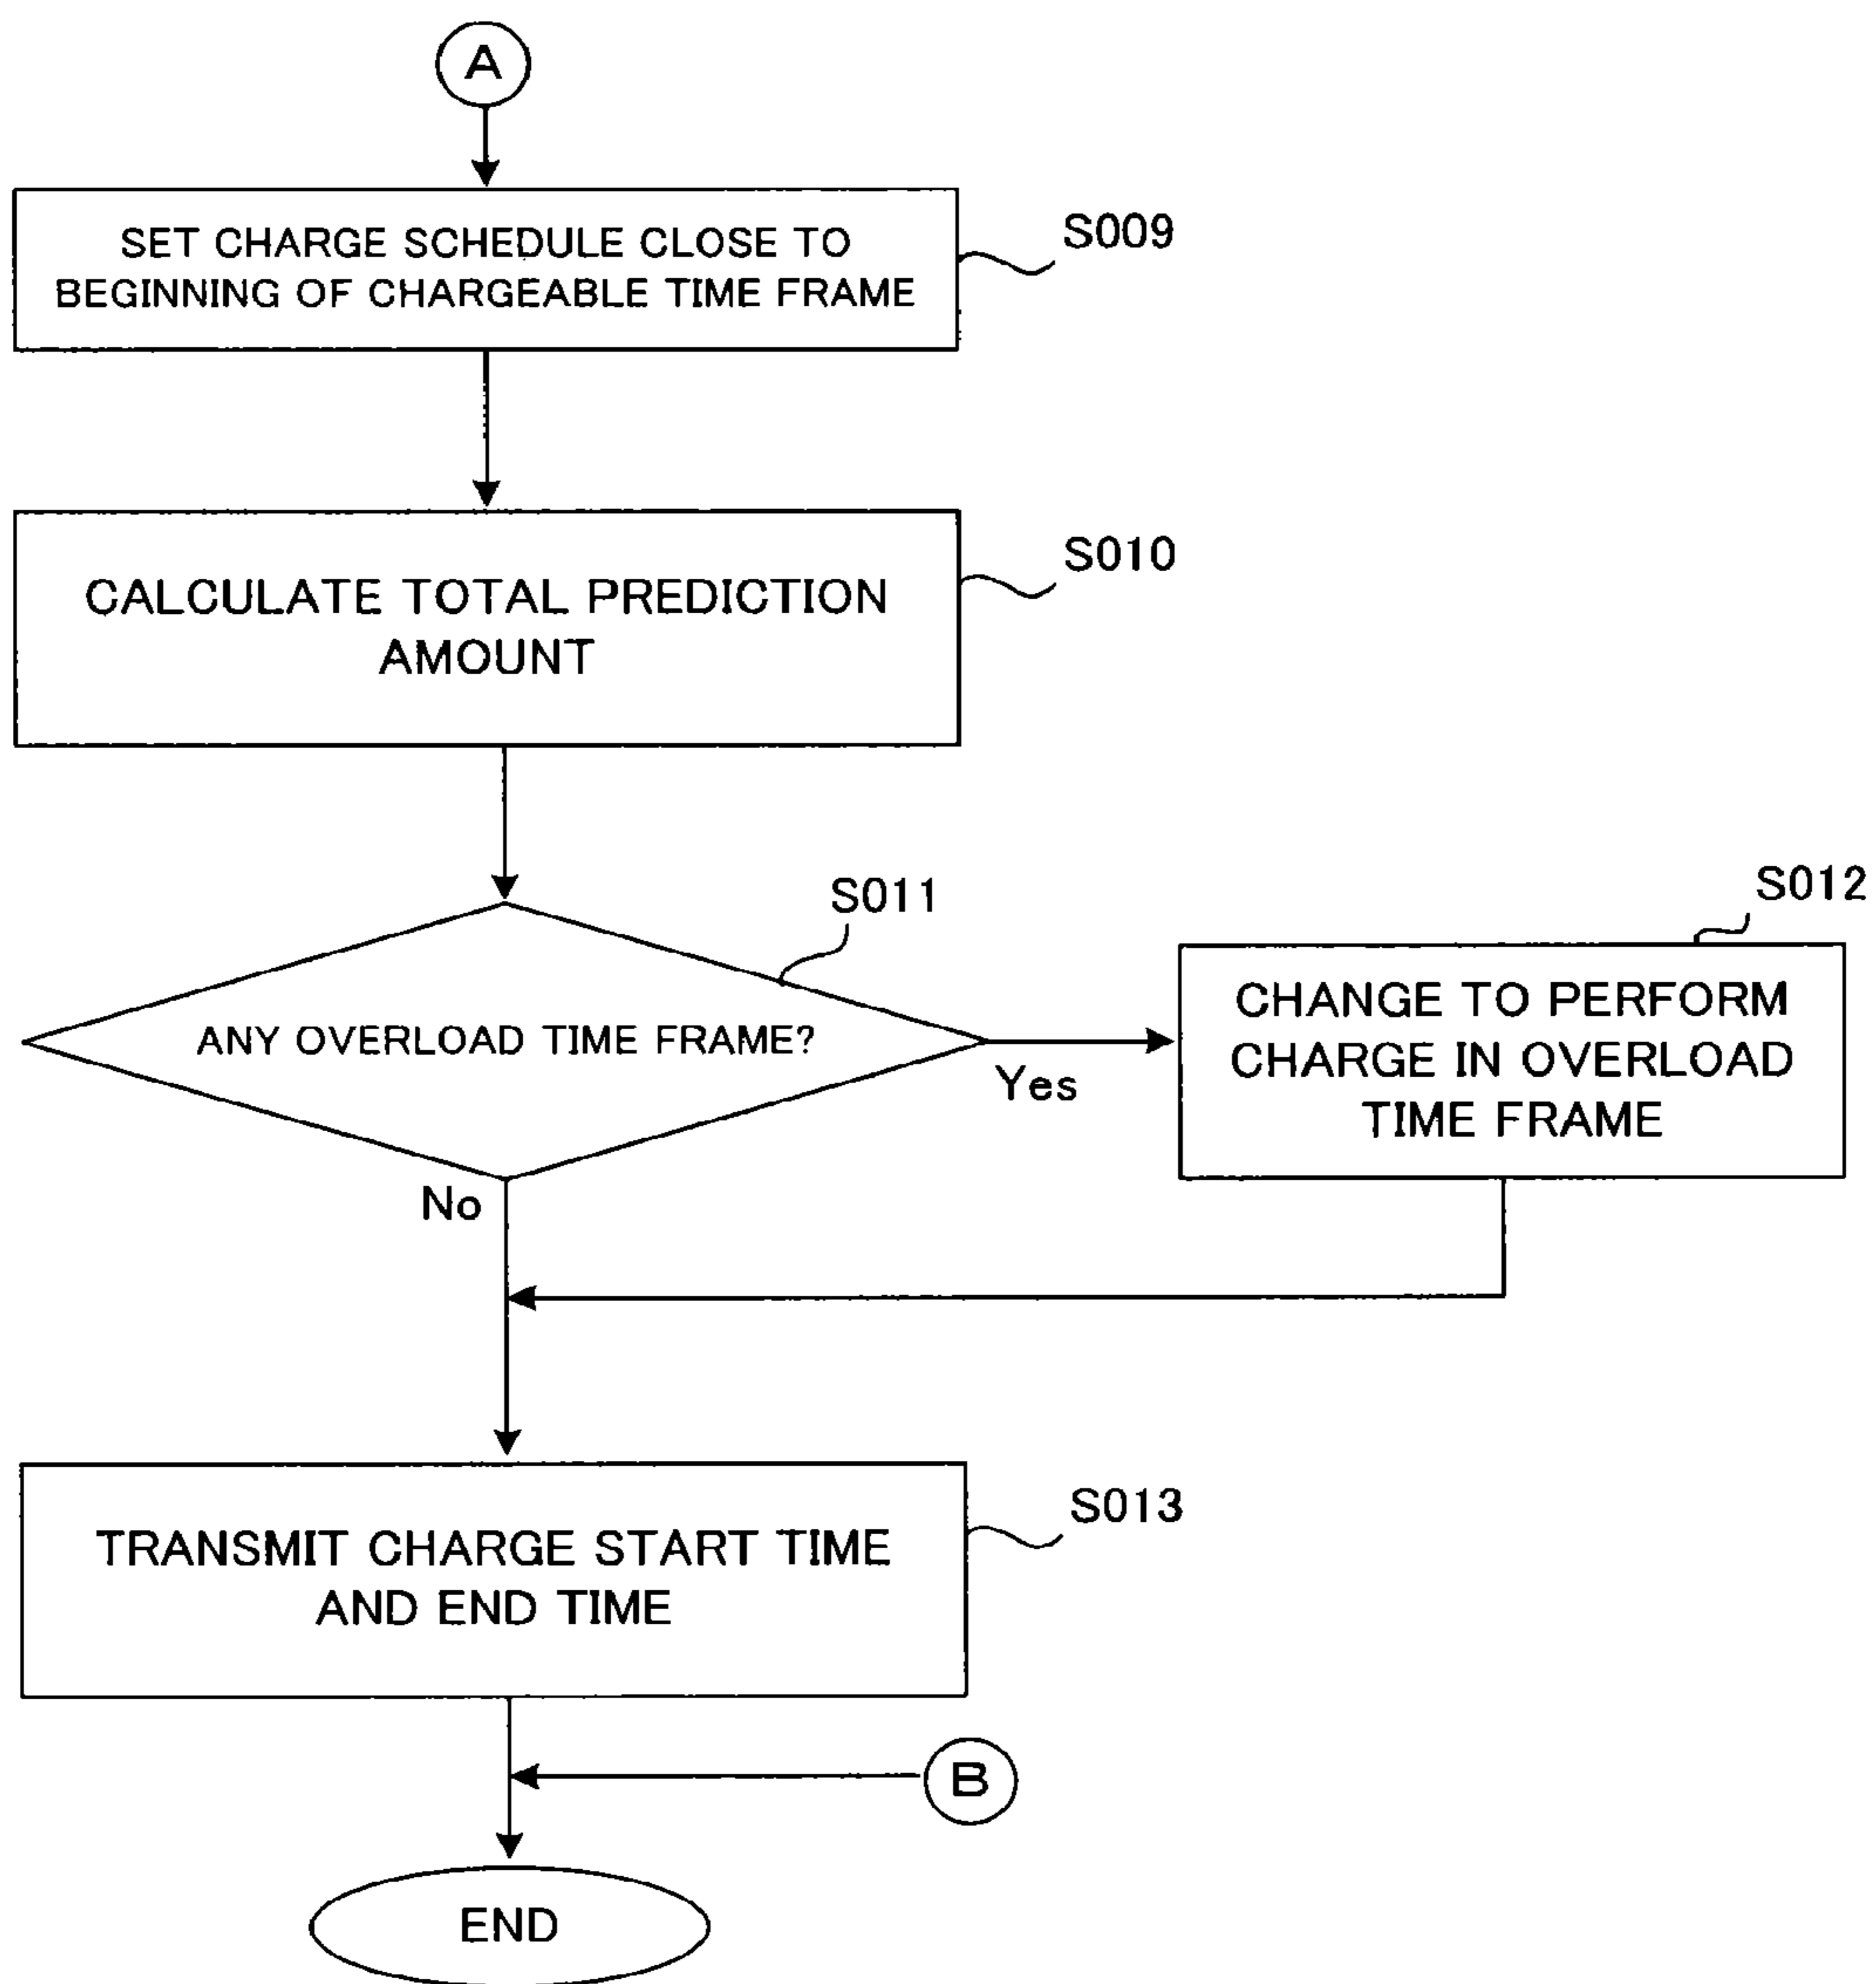 A
SET CHARGE SCHEDULE CLOSE TO
BEGINNING OF CHARGEABLE TIME FRAME
S009
CALCULATE TOTAL PREDICTION
AMOUNT
S010
ANY OVERLOAD TIME FRAME?
S011
Yes
No
CHANGE TO PERFORM
CHARGE IN OVERLOAD
TIME FRAME
S012
TRANSMIT CHARGE START TIME
AND END TIME
S013
B
END